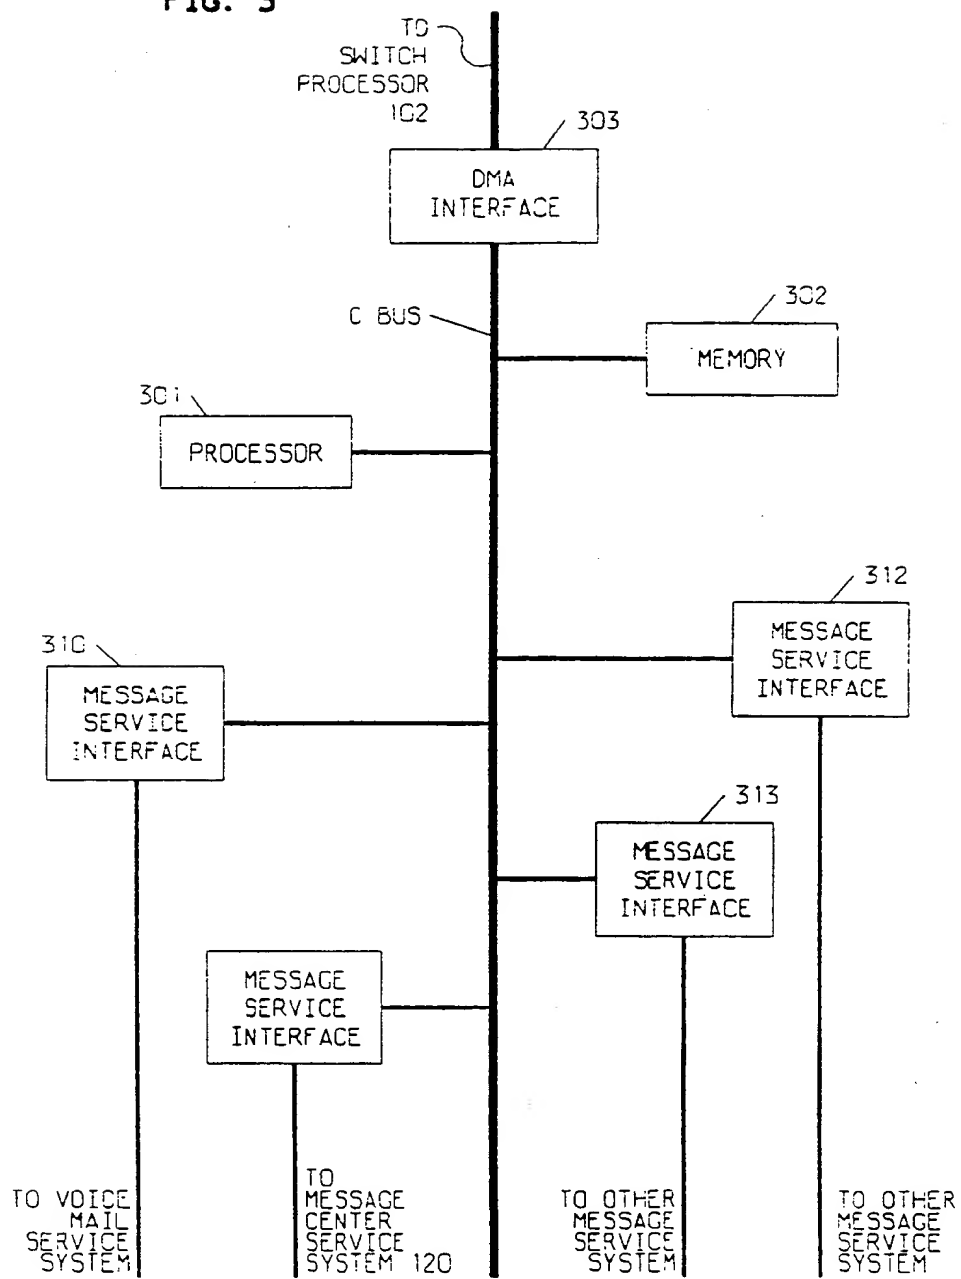 FIG. 3
TO
SWITCH
PROCESSOR
102
303
DMA
INTERFACE
302
C BUS
MEMORY
301
PROCESSOR
312
MESSAGE
SERVICE
INTERFACE
310
MESSAGE
SERVICE
INTERFACE
313
MESSAGE
SERVICE
INTERFACE
MESSAGE
SERVICE
INTERFACE
TO VOICE
MAIL
SERVICE
SYSTEM
TO
MESSAGE
CENTER
SERVICE
SYSTEM 120
TO OTHER
MESSAGE
SERVICE
SYSTEM
TO OTHER
MESSAGE
SERVICE
SYSTEM